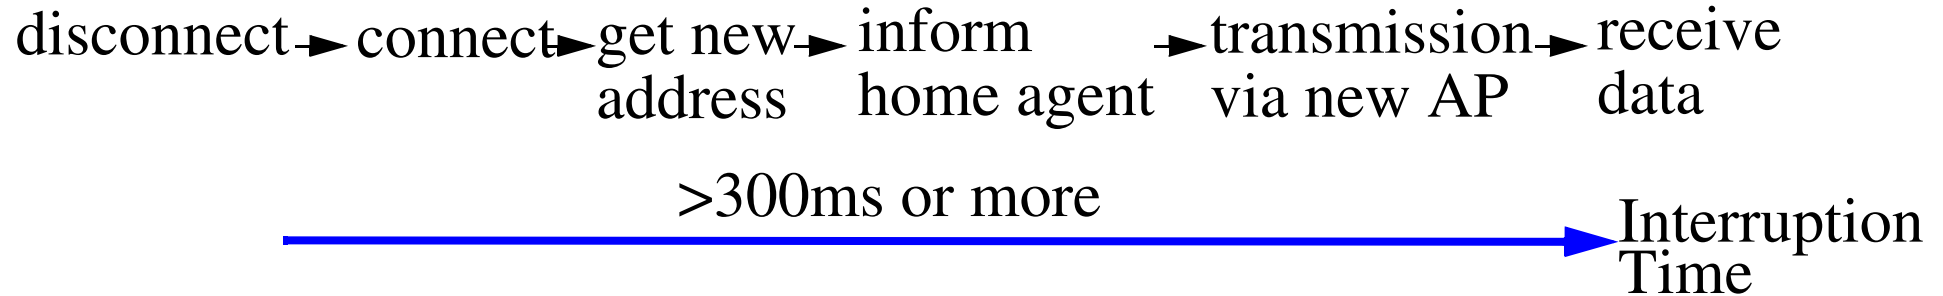 disconnect
connect
get new
address
inform
home agent
transmission
via new AP
receive
data
>300ms or more
Interruption
Time